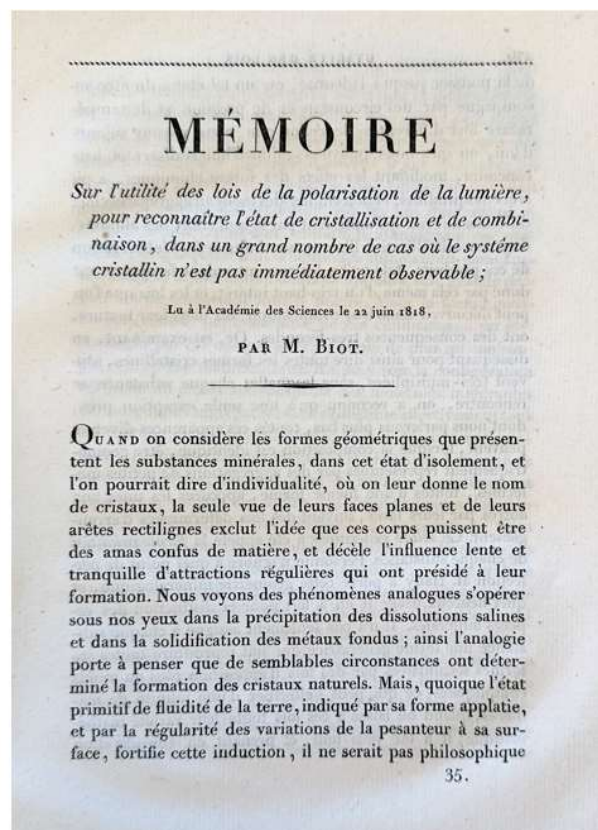 MÉMOIRE
Sur l'utilité des lois de la polarisation de la lumière,
pour reconnaître l'état de cristallisation et de combi-
naison, dans un grand nombre de cas où le systéme
cristallin n'est pas immédiatement observable;
Lu à l'Académie des Sciences le 22 juin 1818,
PAR M. BIOT.
QUAND on considère les formes géométriques que présen-
tent les substances minérales, dans cet état d'isolement, et
l'on pourrait dire d'individualité, où on leur donne le nom
de cristaux, la seule vue de leurs faces planes et de leurs
arêtes rectilignes exclut l'idée que ces corps puissent être
des amas confus de matière, et décèle l'influence lente et
tranquille d'attractions régulières qui ont présidé à leur
formation. Nous voyons des phénomènes analogues s'opérer
sous nos yeux dans la précipitation des dissolutions salines
et dans la solidification des métaux fondus; ainsi l'analogie
porte à penser que de semblables circonstances ont déter-
miné la formation des cristaux naturels. Mais, quoique l'état
primitif de fluidité de la terre, indiqué par sa forme applatie,
et par la régularité des variations de la pesanteur à sa sur-
face, fortifie cette induction, il ne serait pas philosophique
35.